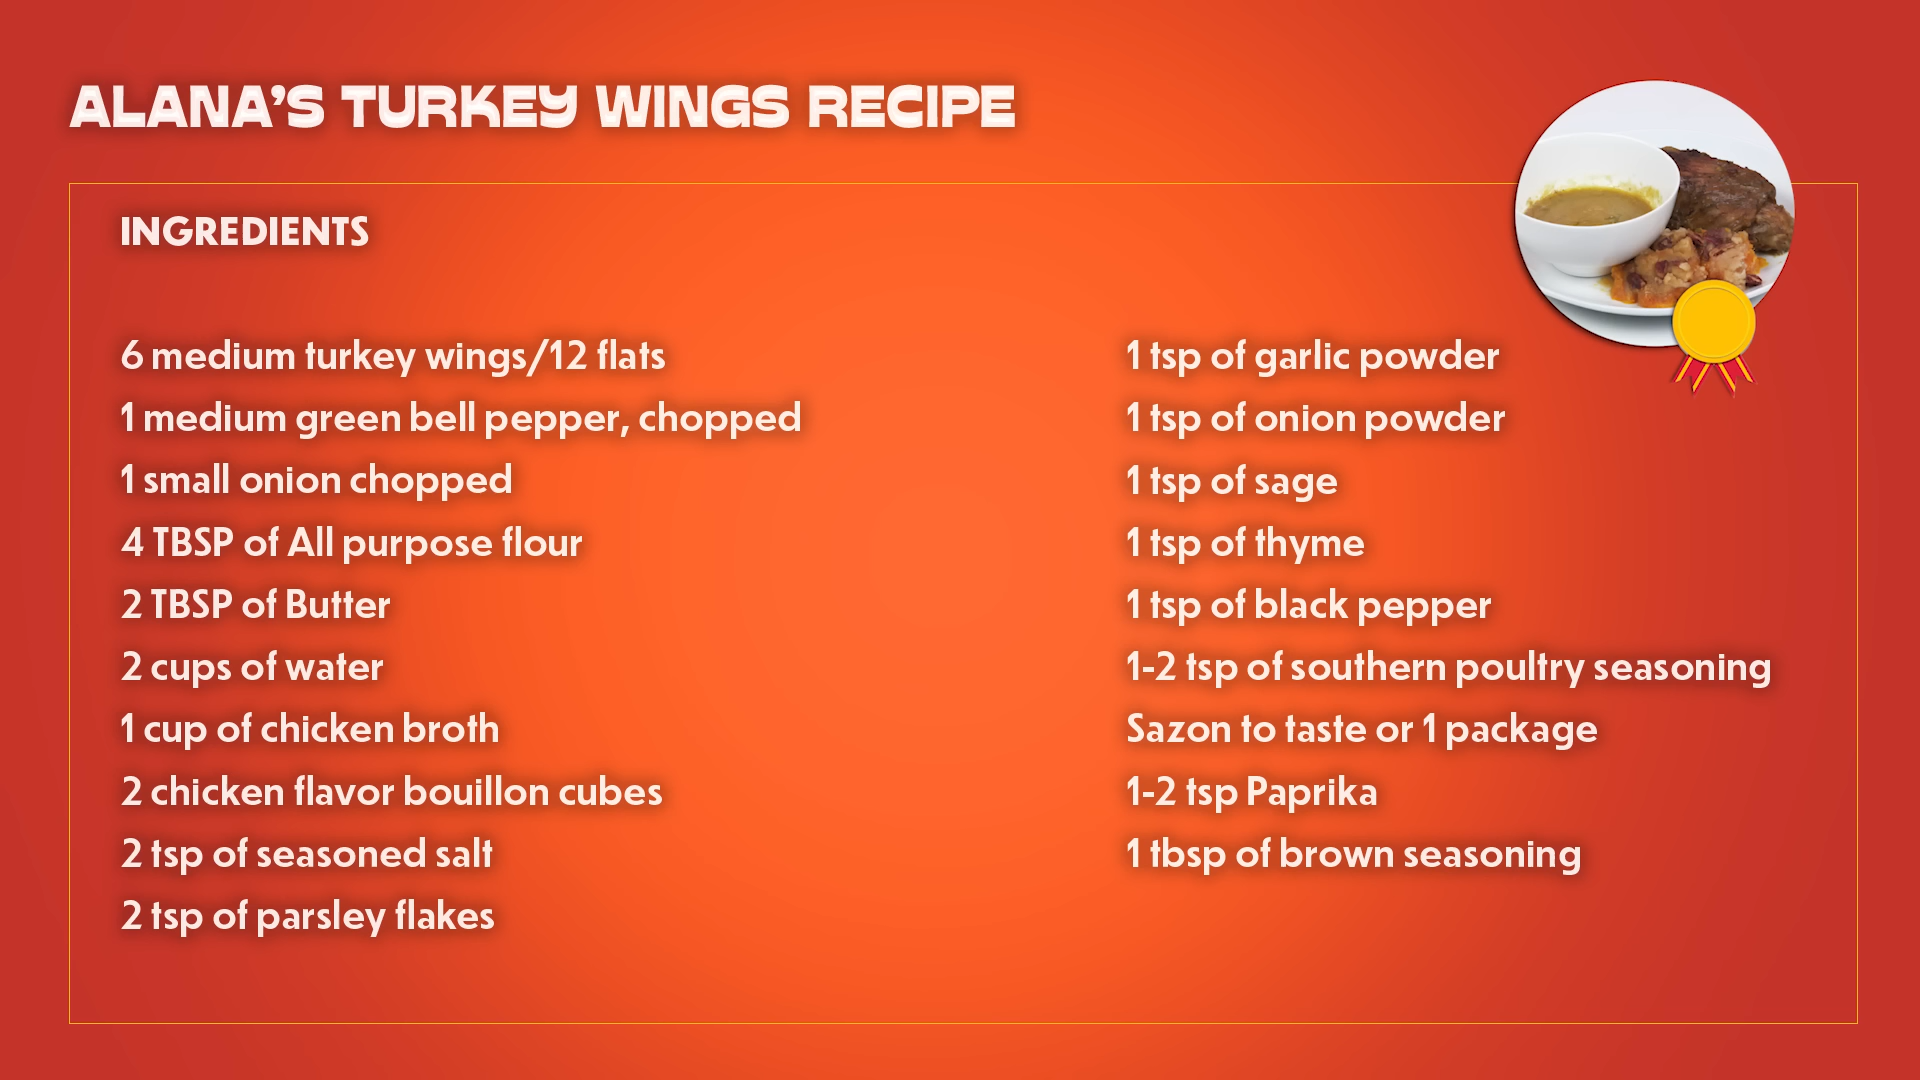 ALANA'S TURKEY WINGS RECIPE
INGREDIENTS
6 medium turkey wings/12 flats
1 medium green bell pepper, chopped
1 small onion chopped
4 TBSP of All purpose flour
2 TBSP of Butter
2 cups of water
1 cup of chicken broth
2 chicken flavor bouillon cubes
2 tsp of seasoned salt
2 tsp of parsley flakes
1 tsp of garlic powder
1 tsp of onion powder
1 tsp of sage
1 tsp of thyme
1 tsp of black pepper
1-2 tsp of southern poultry seasoning
Sazon to taste or 1 package
1-2 tsp Paprika
1 tbsp of brown seasoning